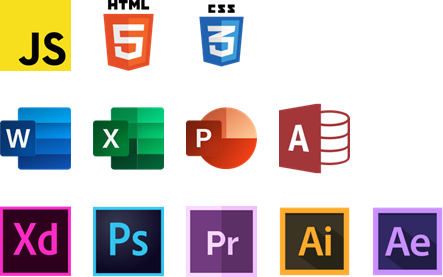 JS HTML 5 CSS 3
W X P A
Xd Ps Pr Ai Ae